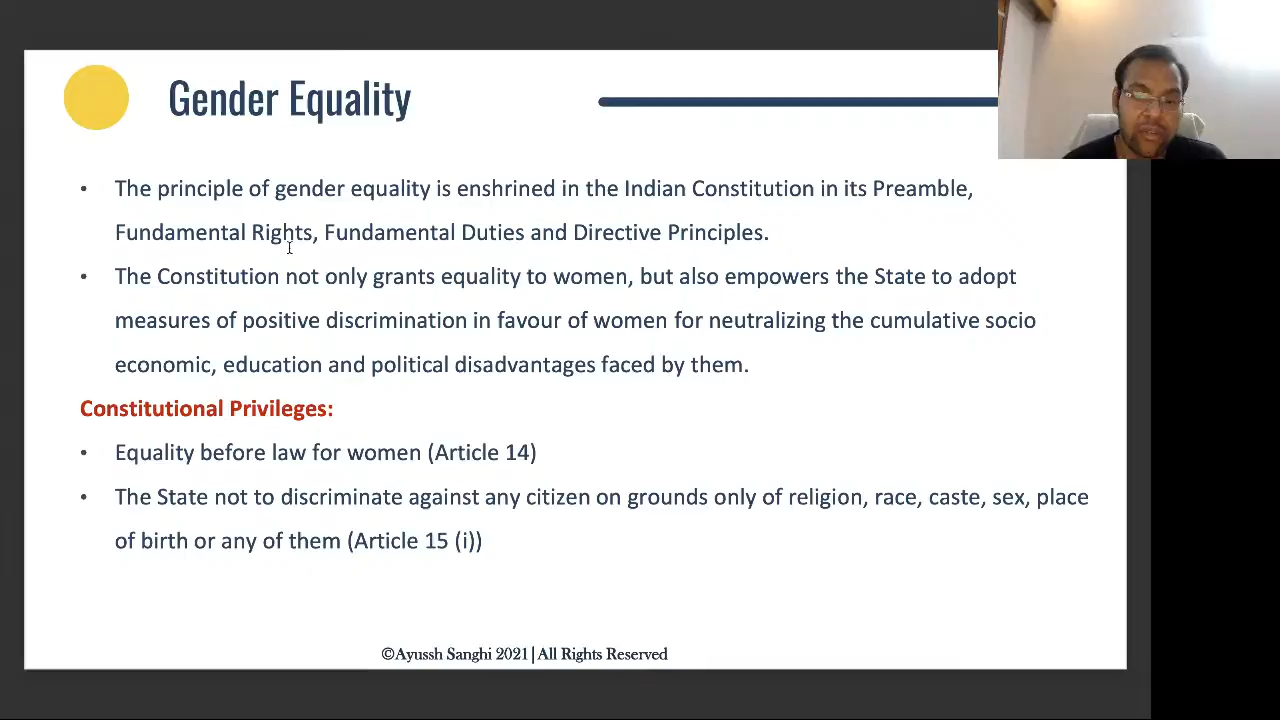 Gender Equality
• The principle of gender equality is enshrined in the Indian Constitution in its Preamble,
Fundamental Rights, Fundamental Duties and Directive Principles.
• The Constitution not only grants equality to women, but also empowers the State to adopt
measures of positive discrimination in favour of women for neutralizing the cumulative socio
economic, education and political disadvantages faced by them.
Constitutional Privileges:
• Equality before law for women (Article 14)
• The State not to discriminate against any citizen on grounds only of religion, race, caste, sex, place
of birth or any of them (Article 15 (i))
©Ayussh Sanghi 2021|All Rights Reserved